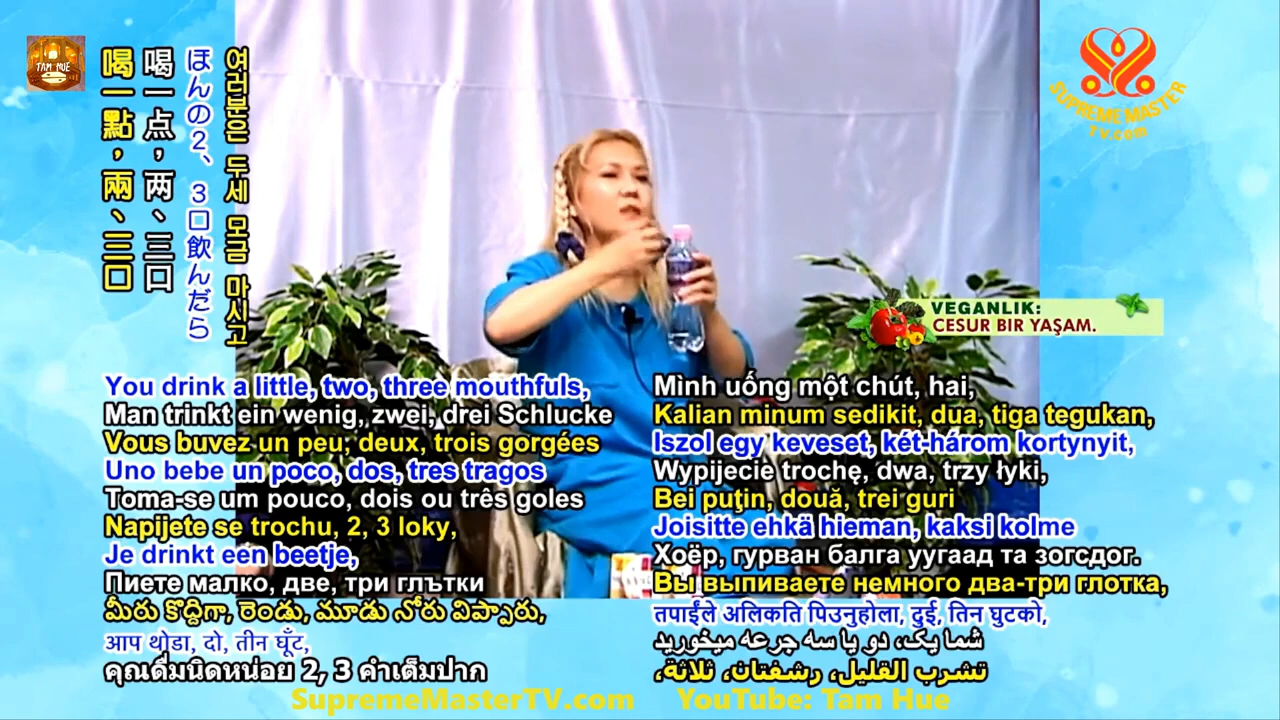 TAM HUE
喝一點，兩、三口
喝一点，两、三口
ほんの2、3口飲んだら
여러분은 두세 모금 마시고
SUPREME MASTER
TV.com
VEGANLIK:
CESUR BIR YAŞAM.
You drink a little, two, three mouthfuls,
Man trinkt ein wenig, zwei, drei Schlucke
Vous buvez un peu; deux, trois gorgées
Uno bebe un poco, dos, tres tragos
Toma-se um pouco, dois ou três goles
Napijete se trochu, 2, 3 loky,
Je drinkt een beetje,
Пиете малко, две, три глътки
మీరు కొద్దిగా, రెండు, మూడు నోరు విప్పారు,
आप थोडा, दो, तीन घूँट,
คุณดื่มนิดหน่อย 2, 3 คำเต็มปาก
Mình uống một chút, hai,
Kalian minum sedikit, dua, tiga tegukan,
Iszol egy keveset, két-három kortynyit,
Wypijecie trochę, dwa, trzy łyki,
Bei puţin, două, trei guri
Joisitte ehkä hieman, kaksi kolme
Хоёр, гурван балга уугаад та зогсдог.
Вы выпиваете немного два-три глотка,
तपाईंले अलिकति पिउनुहोला, दुई, तिन घुटको,
شما یک، دو یا سه جرعه میخورید
تشرب القليل، رشفتان، ثلاثة،
SupremeMasterTV.com
YouTube: Tam Hue